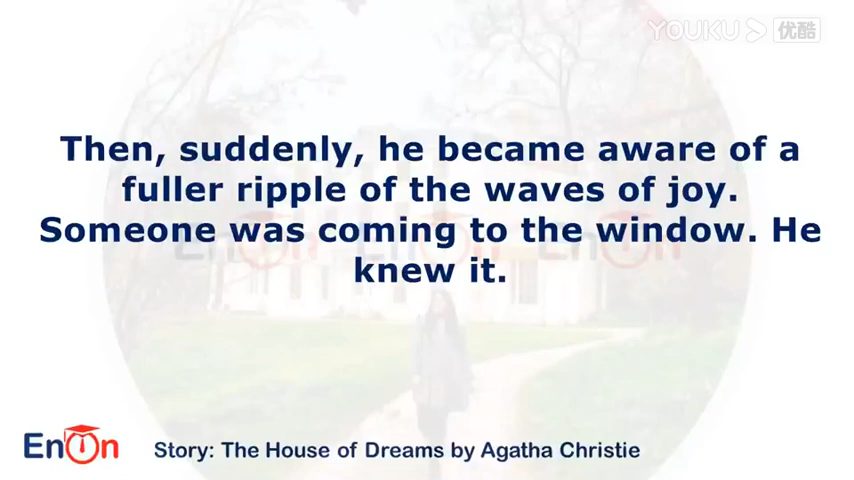 YOUKU 优酷
Then, suddenly, he became aware of a
fuller ripple of the waves of joy.
Someone was coming to the window. He
knew it.
EnOn
Story: The House of Dreams by Agatha Christie